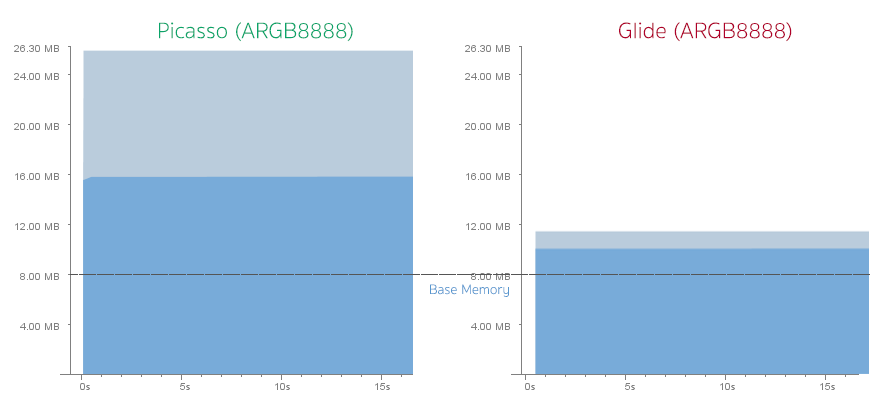 Picasso (ARGB8888)
26.30 MB
24.00 MB
20.00 MB
16.00 MB
12.00 MB
8.00 MB
4.00 MB
0s
5s
10s
15s
Glide (ARGB8888)
26.30 MB
24.00 MB
20.00 MB
16.00 MB
12.00 MB
8.00 MB
Base Memory
4.00 MB
0s
5s
10s
15s